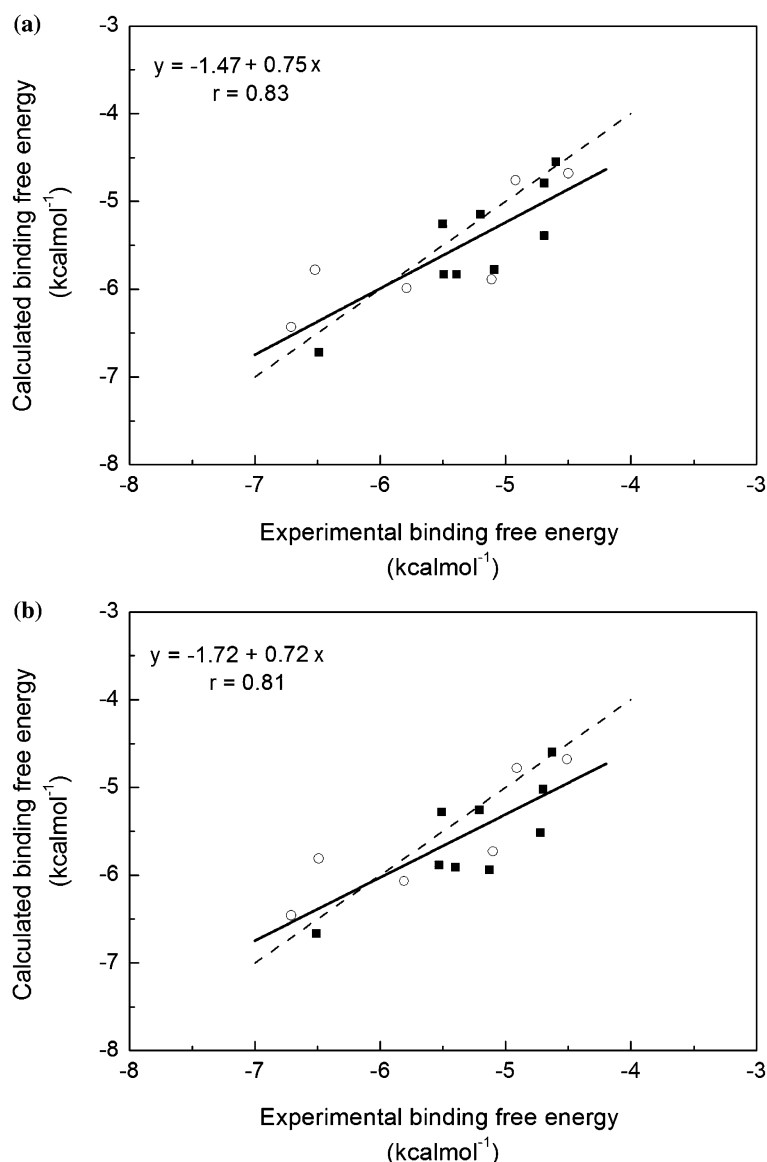 (a)
y = -1.47 + 0.75 x
r = 0.83
Calculated binding free energy
(kcalmol⁻¹)
-3
-4
-5
-6
-7
-8
-8
-7
-6
-5
-4
-3
Experimental binding free energy
(kcalmol⁻¹)
(b)
y = -1.72 + 0.72 x
r = 0.81
Calculated binding free energy
(kcalmol⁻¹)
-3
-4
-5
-6
-7
-8
-8
-7
-6
-5
-4
-3
Experimental binding free energy
(kcalmol⁻¹)